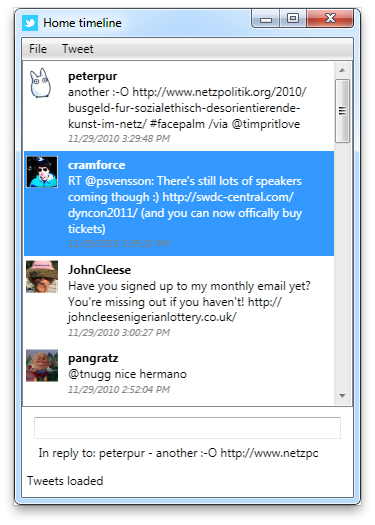 Home timeline
File Tweet
peterpur
another :-O http://www.netzpolitik.org/2010/
busgeld-fur-sozialethisch-desorientierende-
kunst-im-netz/ #facepalm /via @timpritlove
11/29/2010 3:29:48 PM
cramforce
RT @psvensson: There's still lots of speakers
coming though :) http://swdc-central.com/
dyncon2011/ (and you can now offically buy
tickets)
11/29/2010 3:29:22 PM
JohnCleese
Have you signed up to my monthly email yet?
You're missing out if you haven't! http://
johncleesenigerianlottery.co.uk/
11/29/2010 3:00:27 PM
pangratz
@tnugg nice hermano
11/29/2010 2:52:04 PM
In reply to: peterpur - another :-O http://www.netzpc
Tweets loaded